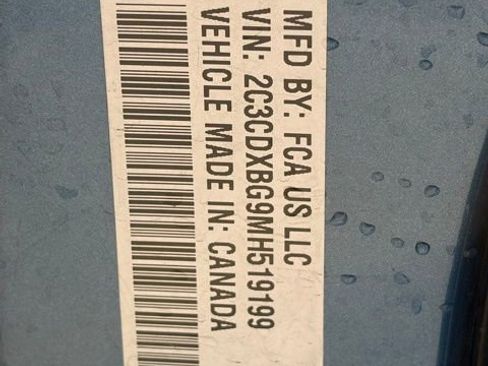 MFD BY: FCA US LLC
VIN: 2C3CDXBG9MH519199
VEHICLE MADE IN: CANADA